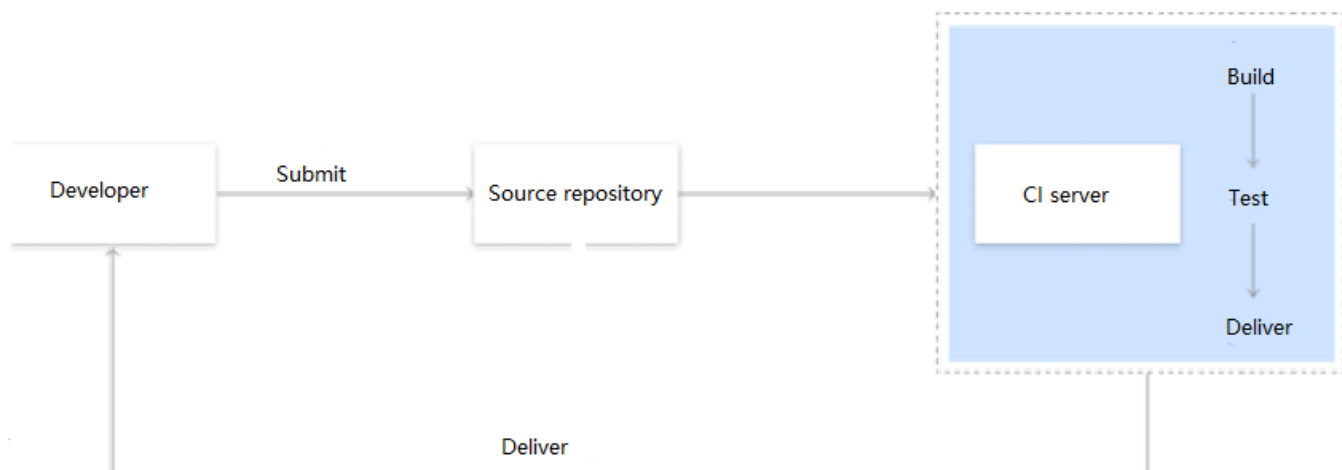 Developer
Submit
Source repository
CI server
Build
Test
Deliver
Deliver